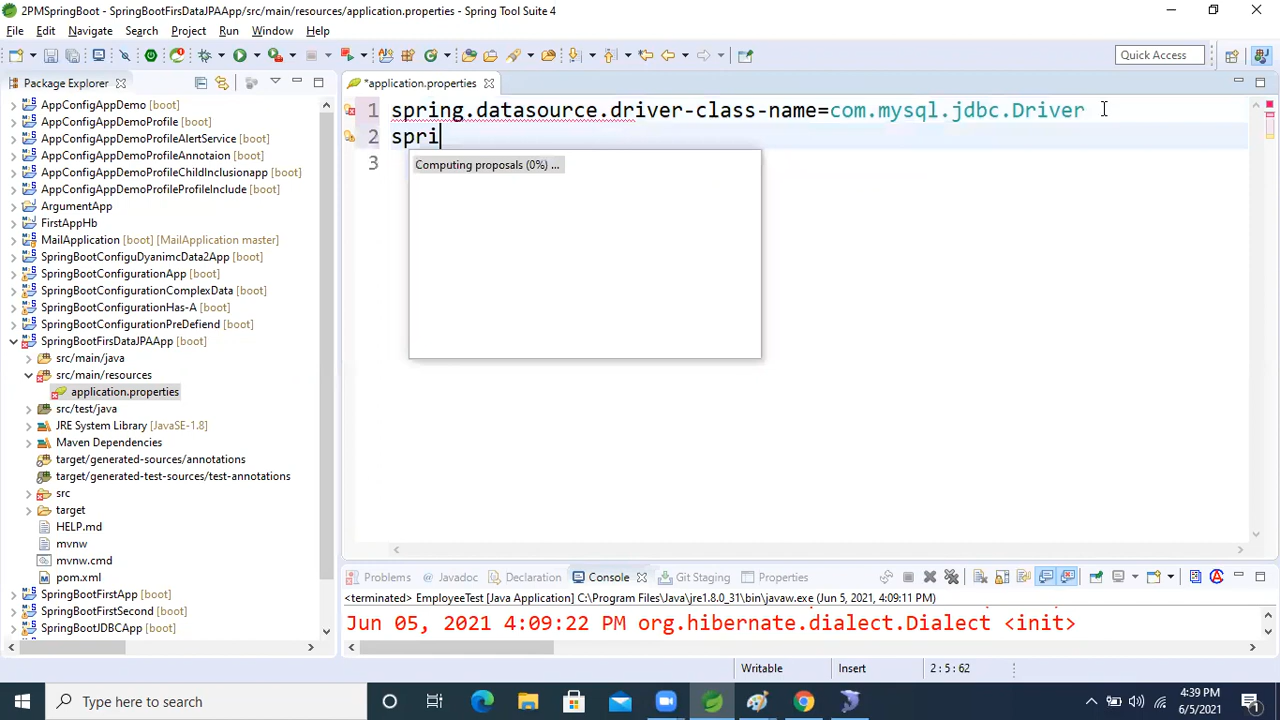 2PMSpringBoot - SpringBootFirsDataJPAApp/src/main/resources/application.properties - Spring Tool Suite 4
File Edit Navigate Search Project Run Window Help
Quick Access
Package Explorer
AppConfigAppDemo
AppConfigAppDemoProfile
AppConfigAppDemoProfileAlertService
AppConfigAppDemoProfileAnnotaion
AppConfigAppDemoProfileChildInclusionapp
AppConfigAppDemoProfileProfileInclude
ArgumentApp
FirstAppHb
MailApplication [boot] [MailApplication master]
SpringBootConfiguDyanimcData2App [boot]
SpringBootConfigurationApp [boot]
SpringBootConfigurationComplexData [boot]
SpringBootConfigurationHas-A [boot]
SpringBootConfigurationPreDefiend [boot]
SpringBootFirsDataJPAApp [boot]
src/main/java
src/main/resources
application.properties
src/test/java
JRE System Library [JavaSE-1.8]
Maven Dependencies
target/generated-sources/annotations
target/generated-test-sources/test-annotations
src
target
HELP.md
mvnw
mvnw.cmd
pom.xml
SpringBootFirstApp [boot]
SpringBootFirstSecond [boot]
SpringBootJDBCApp [boot]
*application.properties
1 spring.datasource.driver-class-name=com.mysql.jdbc.Driver
2 spri
3
Computing proposals (0%) ...
Problems Javadoc Declaration Console Git Staging Properties
<terminated> EmployeeTest [Java Application] C:\Program Files\Java\jre1.8.0_31\bin\javaw.exe (Jun 5, 2021 4:09:11 PM)
Jun 05, 2021 4:09:22 PM org.hibernate.dialect.Dialect <init>
Writable Insert 2 : 5 : 62
Type here to search
4:39 PM
6/5/2021